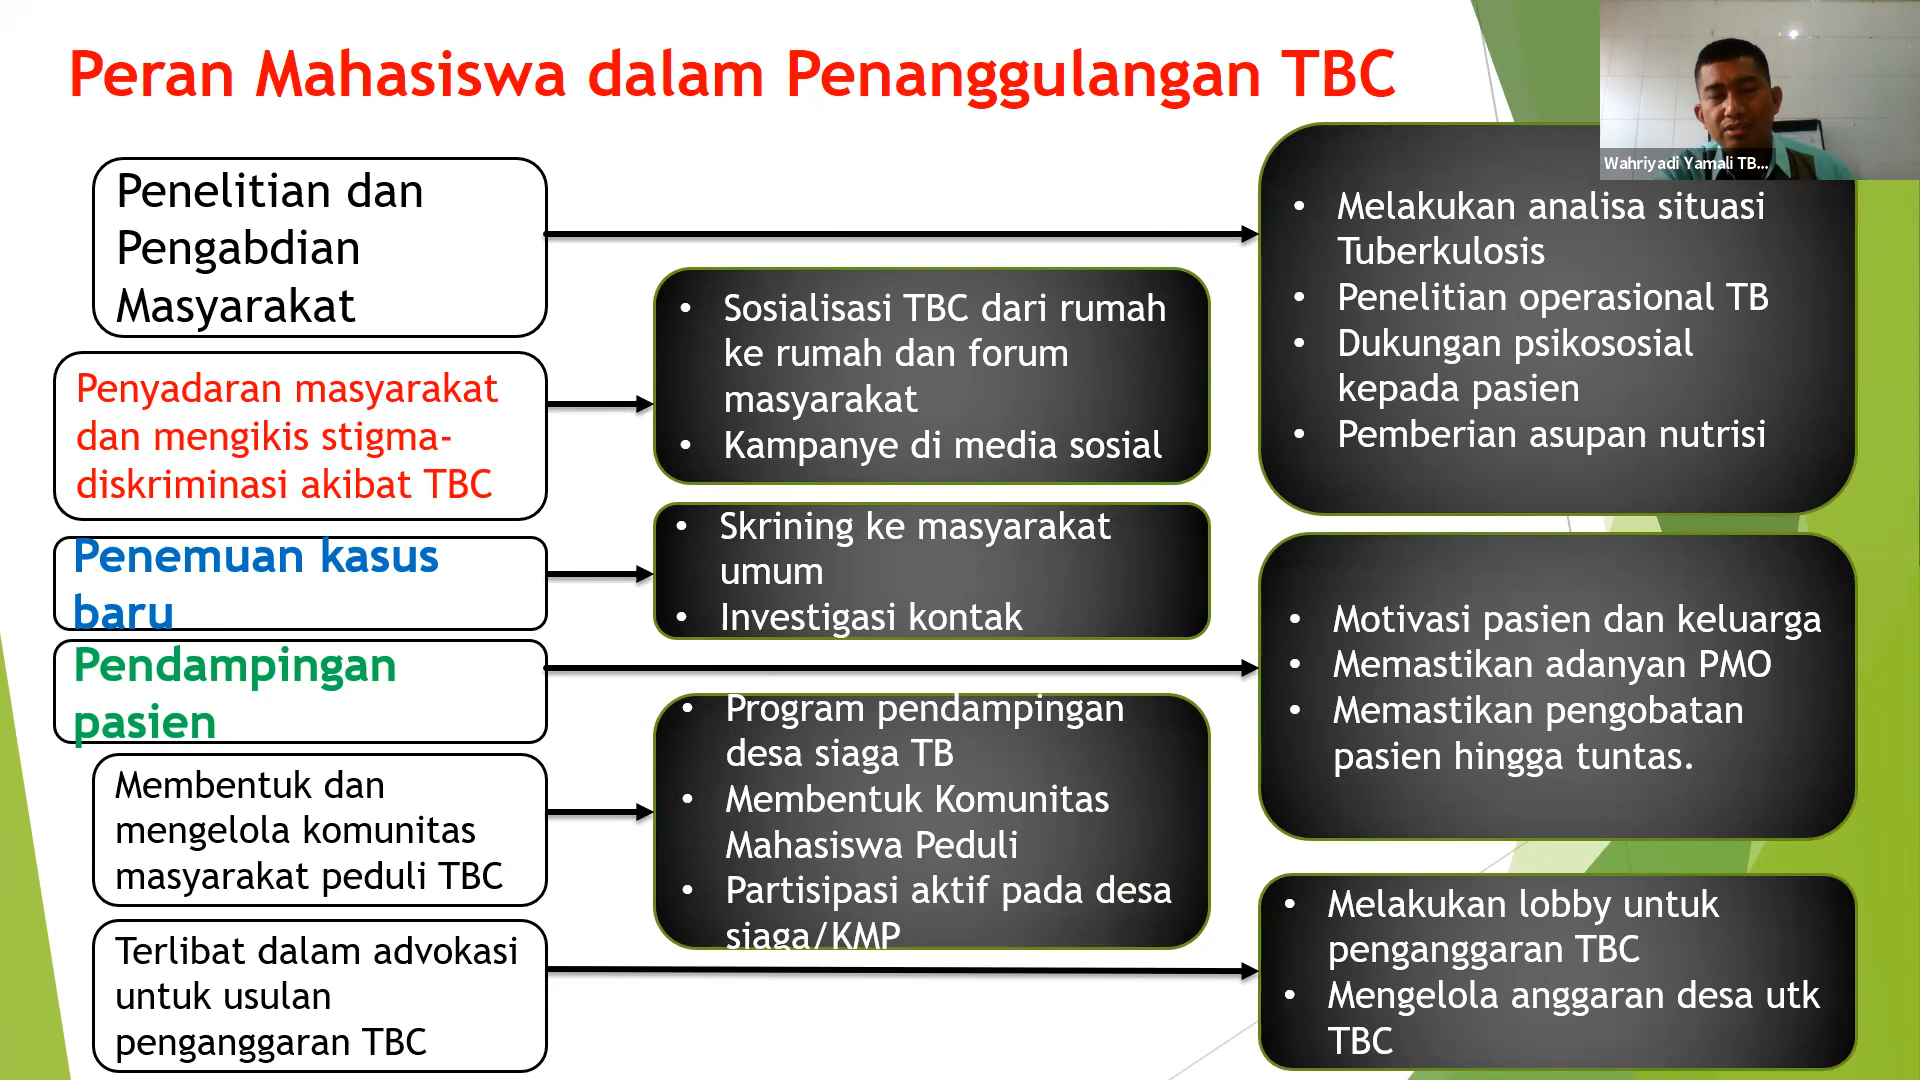 Peran Mahasiswa dalam Penanggulangan TBC
Wahriyadi Yamali TB...
Penelitian dan
Pengabdian
Masyarakat
• Melakukan analisa situasi
Tuberkulosis
• Penelitian operasional TB
• Dukungan psikososial
kepada pasien
• Pemberian asupan nutrisi
Penyadaran masyarakat
dan mengikis stigma-
diskriminasi akibat TBC
• Sosialisasi TBC dari rumah
ke rumah dan forum
masyarakat
• Kampanye di media sosial
Penemuan kasus
baru
• Skrining ke masyarakat
umum
• Investigasi kontak
Pendampingan
pasien
• Motivasi pasien dan keluarga
• Memastikan adanyan PMO
• Memastikan pengobatan
pasien hingga tuntas.
Membentuk dan
mengelola komunitas
masyarakat peduli TBC
• Program pendampingan
desa siaga TB
• Membentuk Komunitas
Mahasiswa Peduli
• Partisipasi aktif pada desa
siaga/KMP
Terlibat dalam advokasi
untuk usulan
penganggaran TBC
• Melakukan lobby untuk
penganggaran TBC
• Mengelola anggaran desa utk
TBC